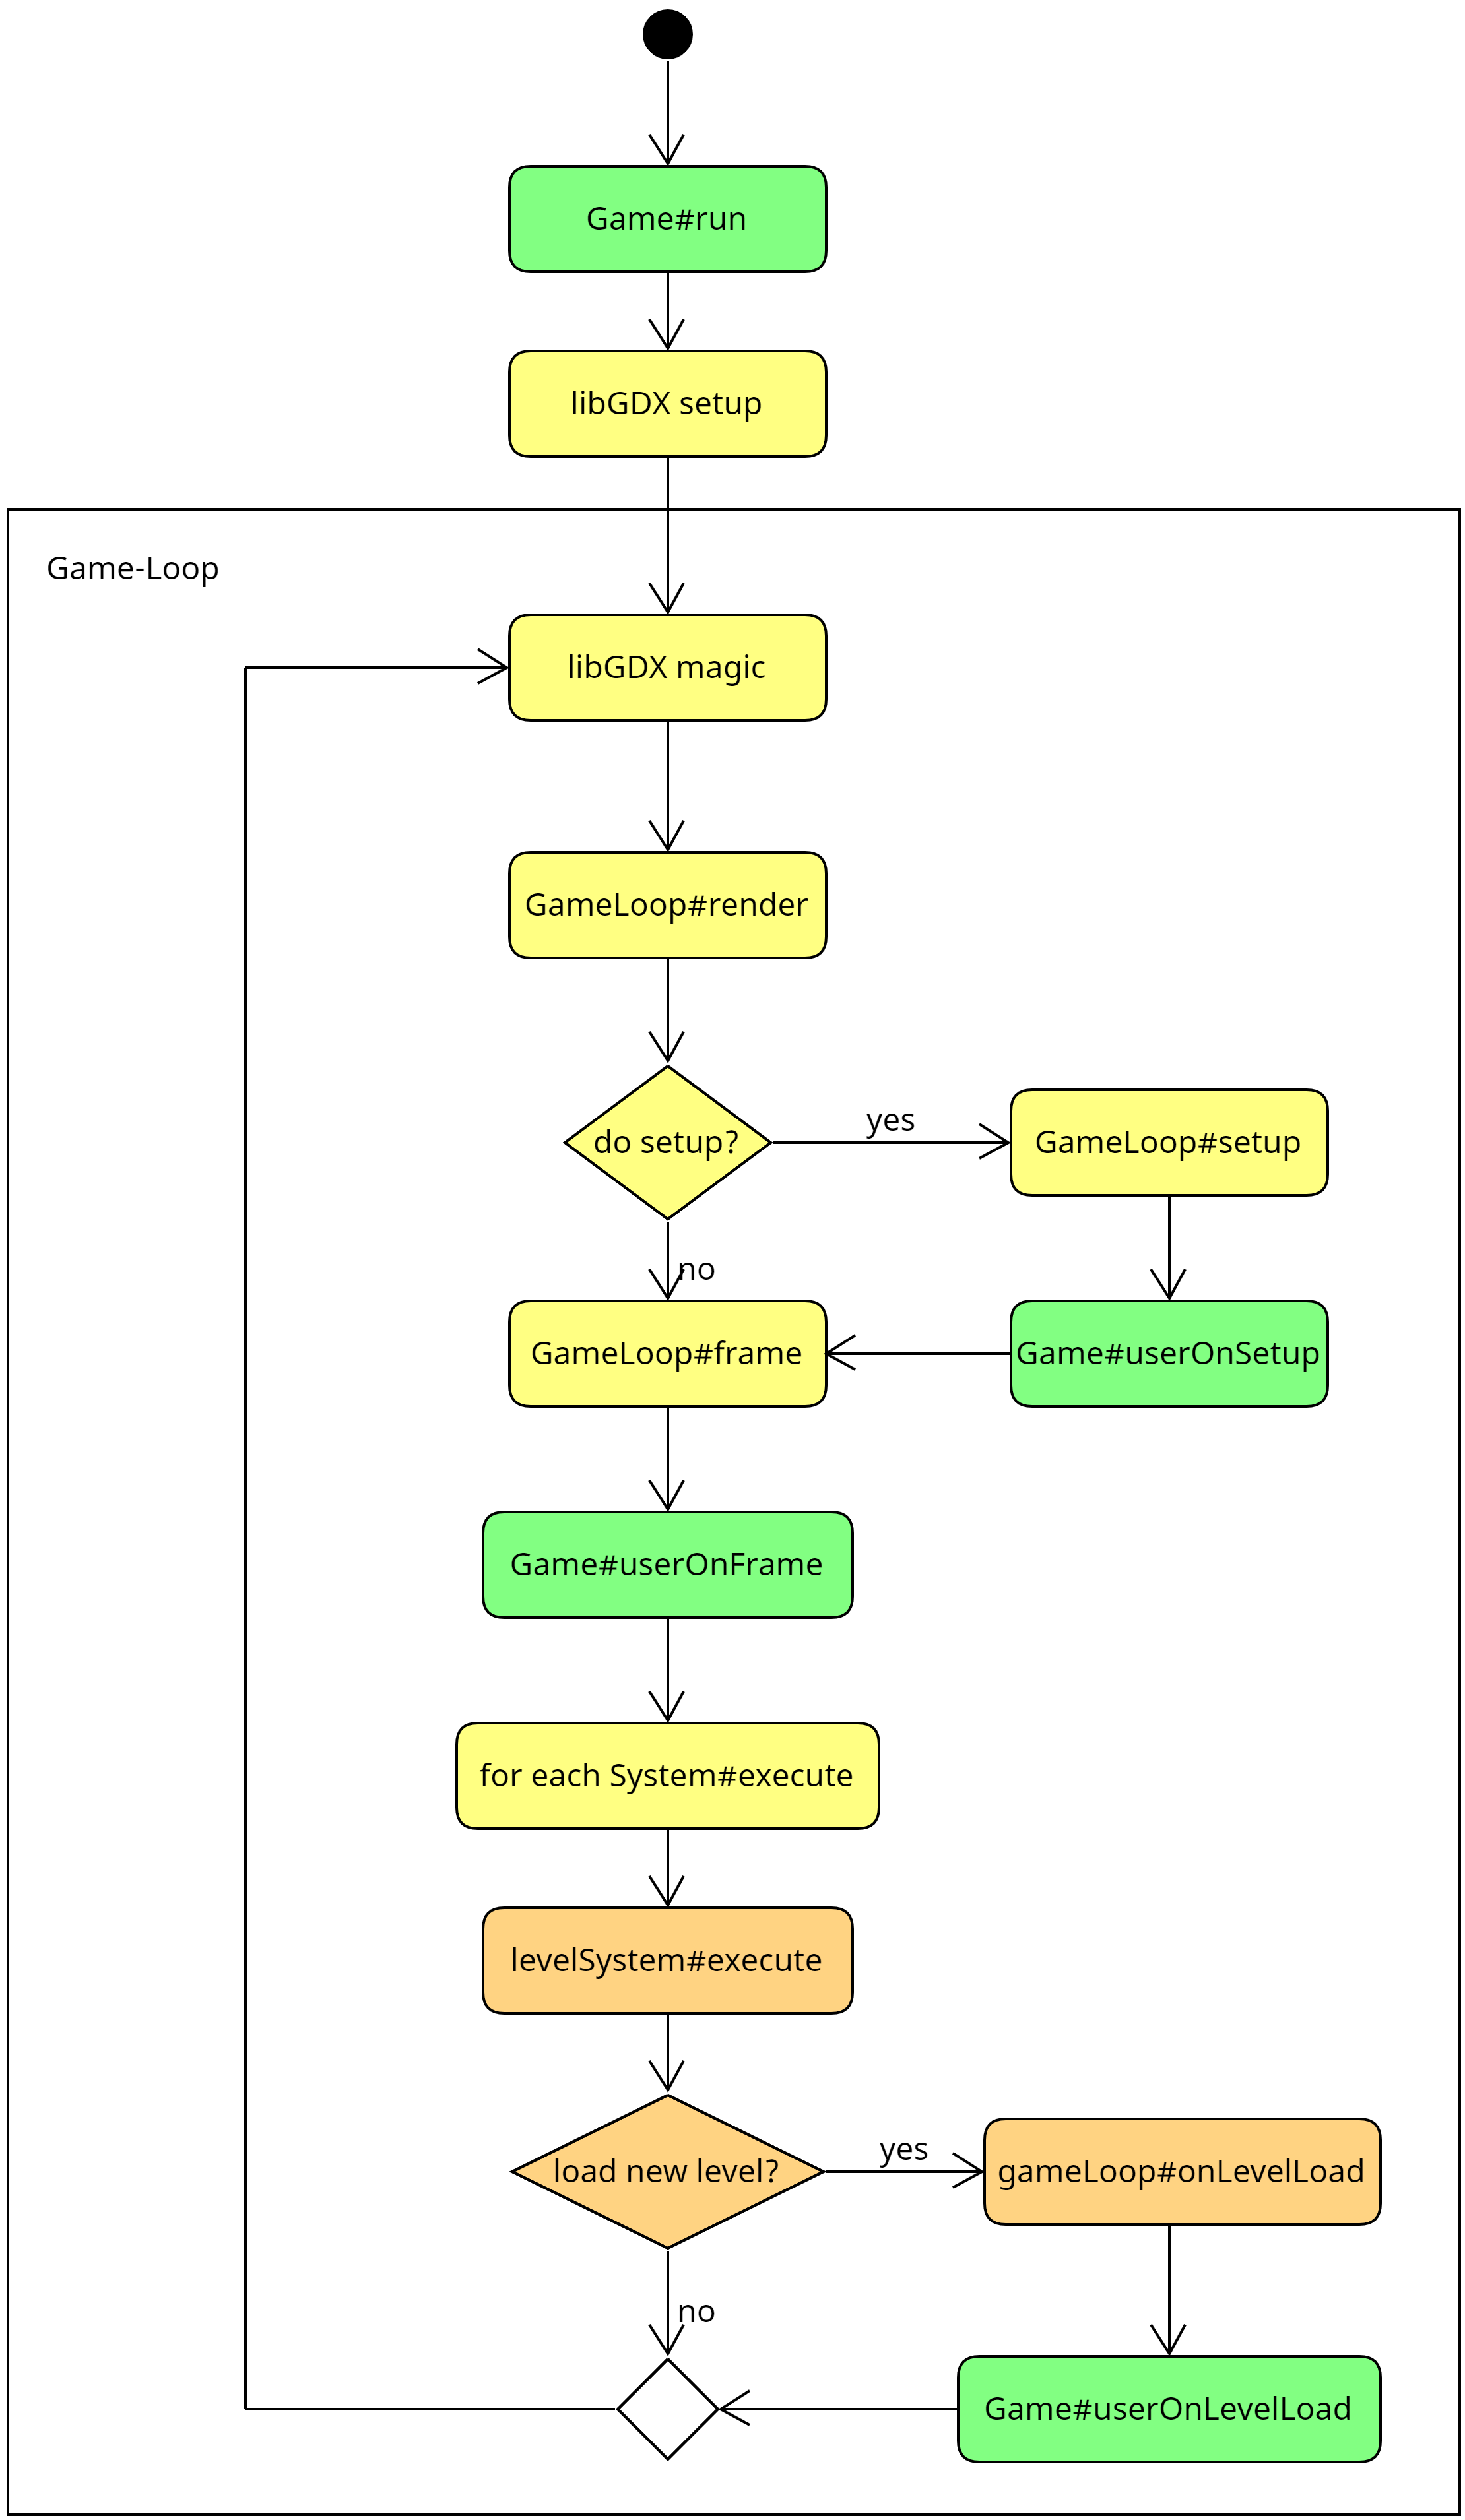 Game#run
libGDX setup
Game-Loop
libGDX magic
GameLoop#render
do setup?
yes
GameLoop#setup
no
GameLoop#frame
Game#userOnSetup
Game#userOnFrame
for each System#execute
levelSystem#execute
load new level?
yes
gameLoop#onLevelLoad
no
Game#userOnLevelLoad